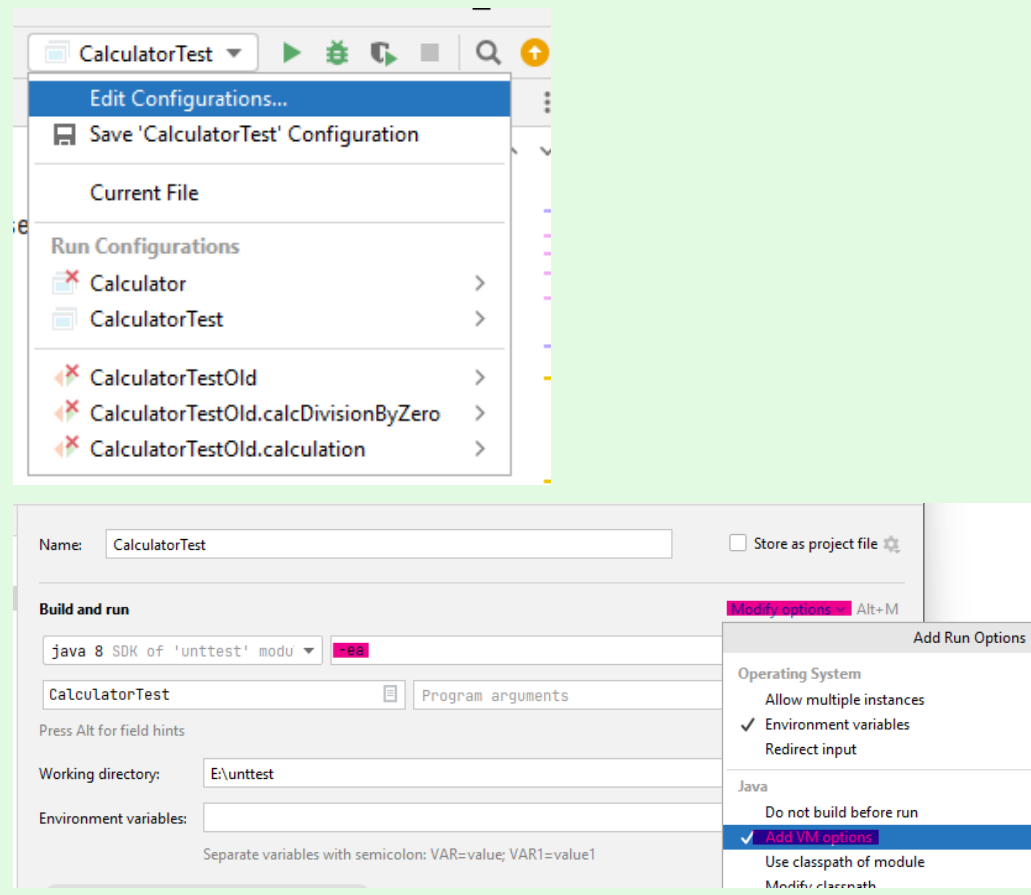 CalculatorTest
Edit Configurations...
Save 'CalculatorTest' Configuration
Current File
Run Configurations
Calculator
CalculatorTest
CalculatorTestOld
CalculatorTestOld.calcDivisionByZero
CalculatorTestOld.calculation
Name: CalculatorTest Store as project file
Build and run Modify options Alt+M
java 8 SDK of 'unttest' modu -ea
CalculatorTest Program arguments
Press Alt for field hints
Working directory: E:\unttest
Environment variables:
Separate variables with semicolon: VAR=value; VAR1=value1
Add Run Options
Operating System
Allow multiple instances
Environment variables
Redirect input
Java
Do not build before run
Add VM options
Use classpath of module
Modify classpath